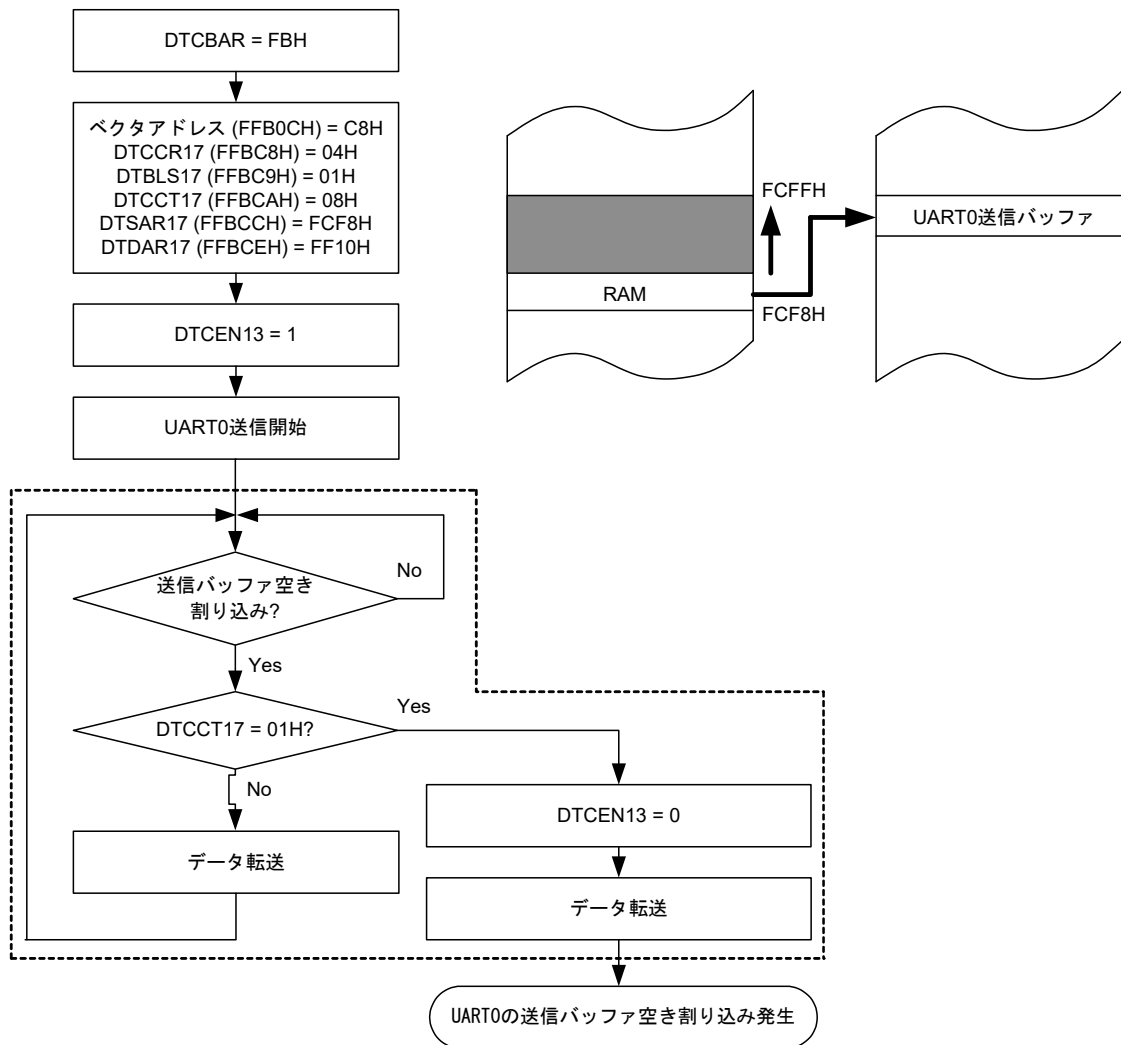 DTCBAR = FBH
ベクタアドレス (FFB0CH) = C8H
DTCCR17 (FFBC8H) = 04H
DTBLS17 (FFBC9H) = 01H
DTCCT17 (FFBCAH) = 08H
DTSAR17 (FFBCCH) = FCF8H
DTDAR17 (FFBCEH) = FF10H
DTCEN13 = 1
UART0送信開始
送信バッファ空き
割り込み?
No
Yes
DTCCT17 = 01H?
Yes
No
データ転送
DTCEN13 = 0
データ転送
UART0の送信バッファ空き割り込み発生
FCFFH
RAM
FCF8H
UART0送信バッファ